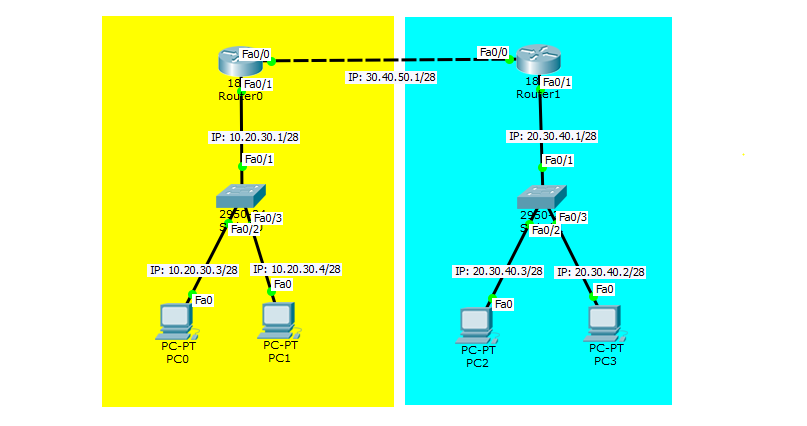 Fa0/0
Fa0/0
IP: 30.40.50.1/28
18
Fa0/1
Router0
18
Fa0/1
Router1
IP: 10.20.30.1/28
IP: 20.30.40.1/28
Fa0/1
Fa0/1
Fa0/3
Fa0/2
Fa0/3
Fa0/2
IP: 10.20.30.3/28
IP: 10.20.30.4/28
IP: 20.30.40.3/28
IP: 20.30.40.2/28
Fa0
Fa0
Fa0
Fa0
PC-PT
PC0
PC-PT
PC1
PC-PT
PC2
PC-PT
PC3